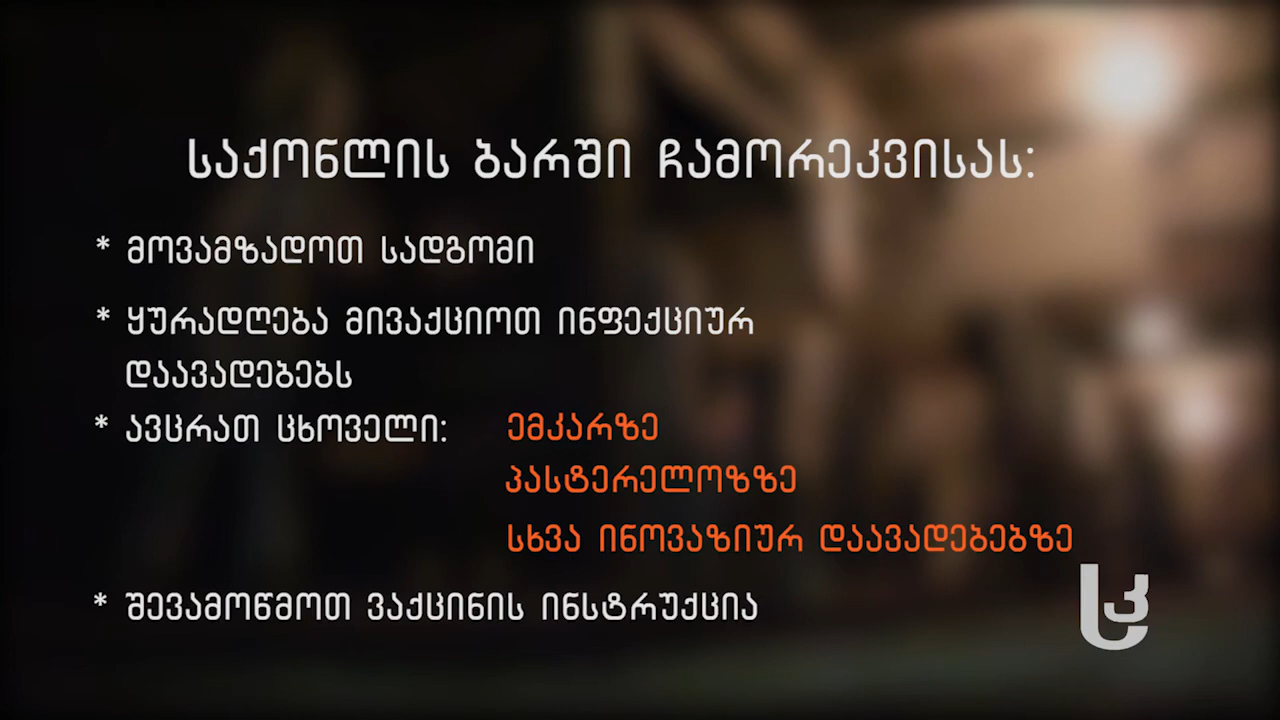 საქონლის ბარში ჩამორეკვისას:
* მოვამზადოთ სადგომი
* ყურადღება მივაქციოთ ინფექციურ
დაავადებებს
* ავცრათ ცხოველი: ემკარზე
პასტერელოზზე
სხვა ინოვაზიურ დაავადებებზე
* შევამოწმოთ ვაქცინის ინსტრუქცია